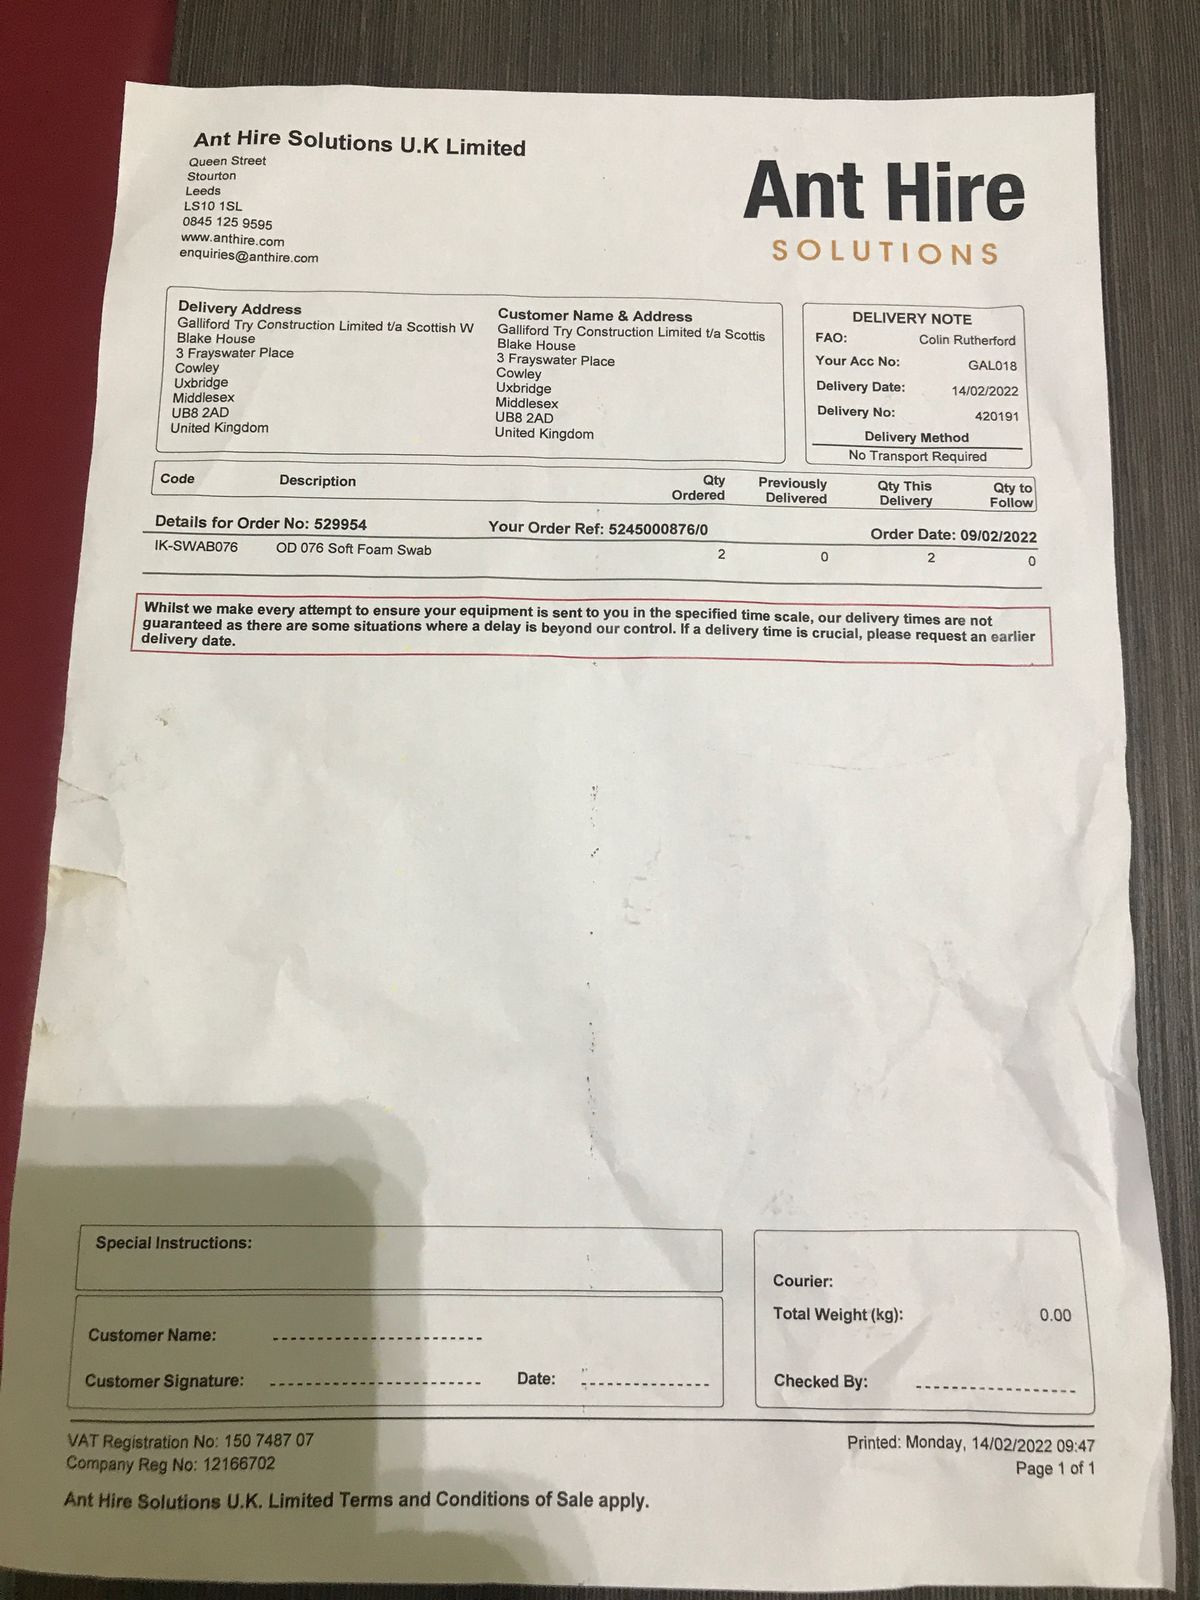 Ant Hire Solutions U.K Limited
Queen Street
Stourton
Leeds
LS10 1SL
0845 125 9595
www.anthire.com
enquiries@anthire.com
Ant Hire
SOLUTIONS
Delivery Address
Galliford Try Construction Limited t/a Scottish W
Blake House
3 Frayswater Place
Cowley
Uxbridge
Middlesex
UB8 2AD
United Kingdom
Customer Name & Address
Galliford Try Construction Limited t/a Scottis
Blake House
3 Frayswater Place
Cowley
Uxbridge
Middlesex
UB8 2AD
United Kingdom
DELIVERY NOTE
FAO: Colin Rutherford
Your Acc No: GAL018
Delivery Date: 14/02/2022
Delivery No: 420191
Delivery Method
No Transport Required
Code Description Qty Ordered Previously Delivered Qty This Delivery Qty to Follow
Details for Order No: 529954 Your Order Ref: 5245000876/0 Order Date: 09/02/2022
IK-SWAB076 OD 076 Soft Foam Swab 2 0 2 0
Whilst we make every attempt to ensure your equipment is sent to you in the specified time scale, our delivery times are not
guaranteed as there are some situations where a delay is beyond our control. If a delivery time is crucial, please request an earlier
delivery date.
Special Instructions:
Customer Name:
Customer Signature: Date:
Courier:
Total Weight (kg): 0.00
Checked By:
VAT Registration No: 150 7487 07
Company Reg No: 12166702
Printed: Monday, 14/02/2022 09:47
Page 1 of 1
Ant Hire Solutions U.K. Limited Terms and Conditions of Sale apply.